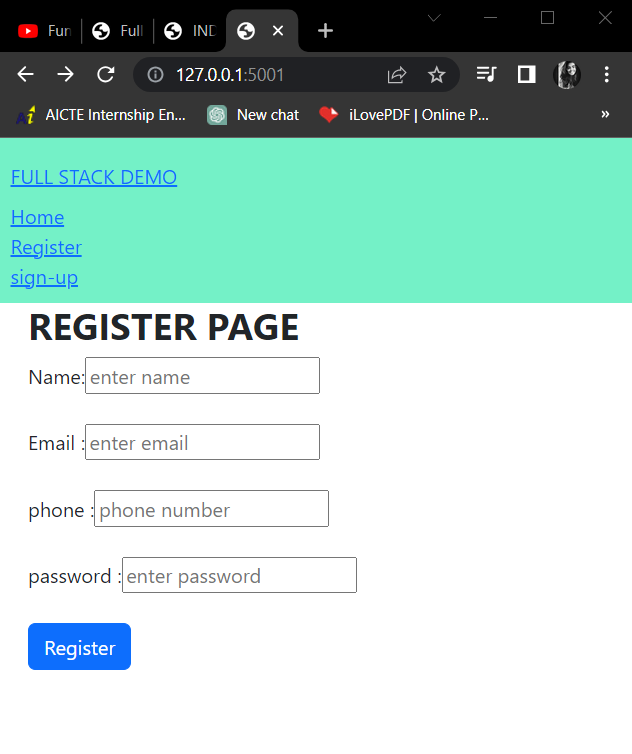 Fun
Full
IND
127.0.0.1:5001
AICTE Internship En...
New chat
iLovePDF | Online P...
»
FULL STACK DEMO
Home
Register
sign-up
REGISTER PAGE
Name: enter name
Email : enter email
phone : phone number
password : enter password
Register